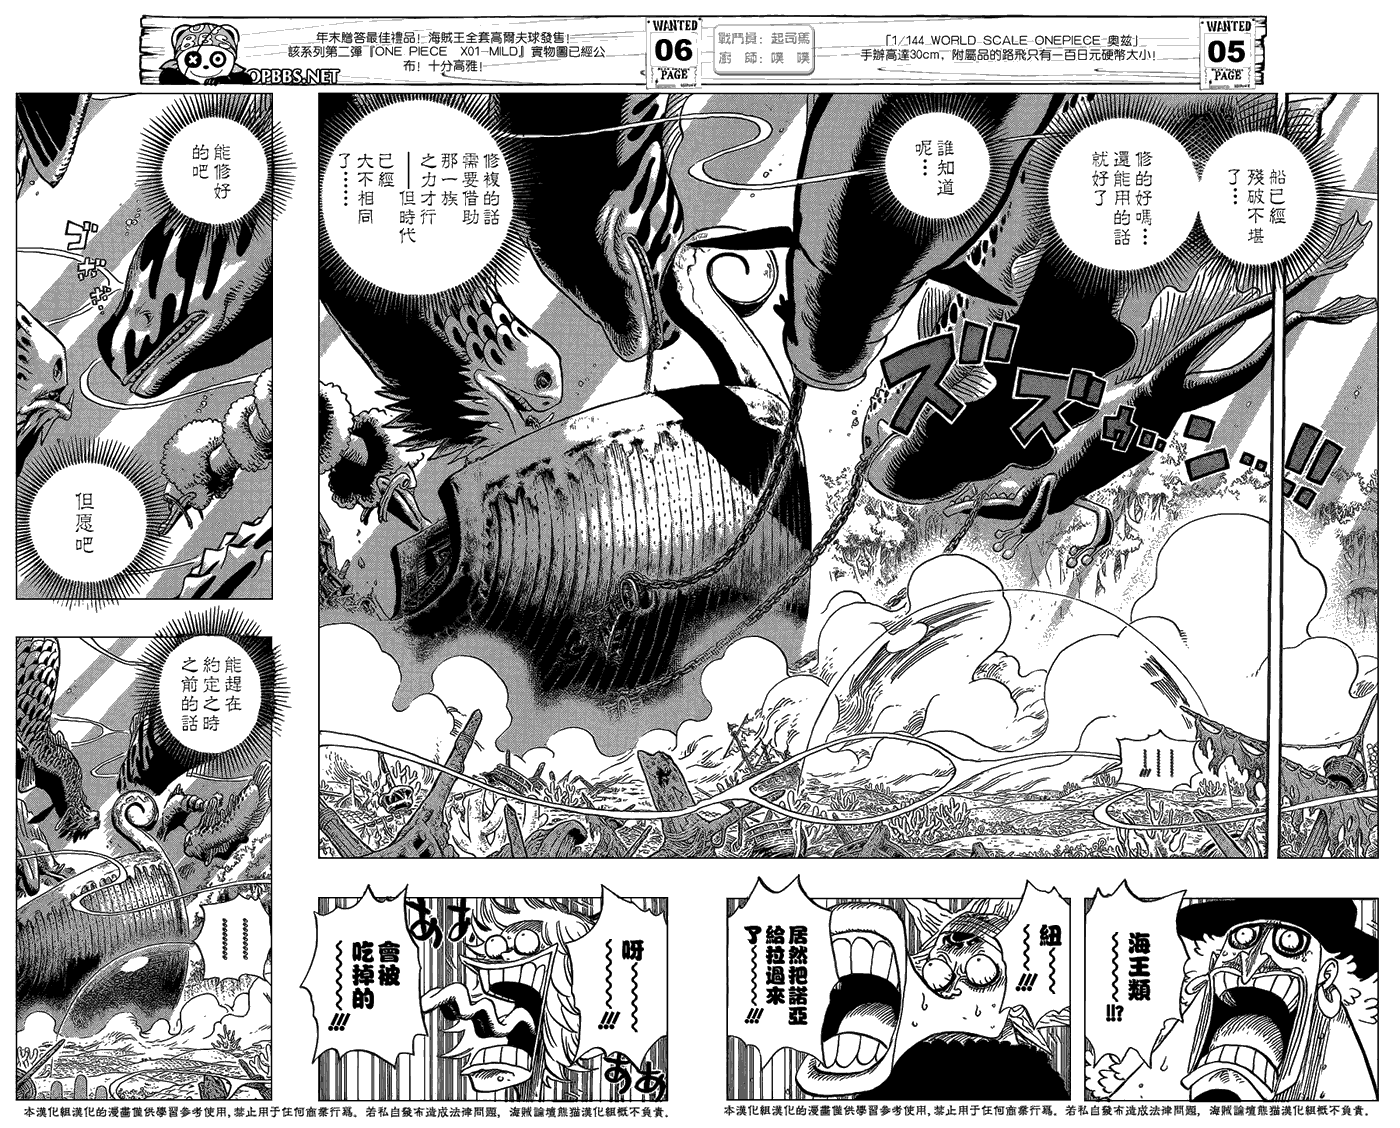 年末贈答最佳禮品! 海賊王全套高爾夫球發售!
該系列第二彈『ONE PIECE X01-MILD』實物圖已經公
布! 十分高雅!
OPBBS.NET
WANTED
06
PAGE
戰鬥員: 起司馬
廚 師: 噗 噗
「1/144 WORLD SCALE ONEPIECE 奧茲」
手辦高達30cm, 附屬品的路飛只有一百日元硬幣大小!
WANTED
05
PAGE
船已經
殘破不堪
了…
修的好嗎…
還能用的話
就好了
誰知道
呢…
修複的話
需要借助
那一族
之力才行
——但時代
已經
大不相同
了……
ズズズゥ…ン…!!
能修好
的吧
ゴギギ…
但愿吧
能趕在
約定之時
之前的話
海王類
~~~~!!?
紐
~~~!!!
居然把諾亞
給拉過來
了~~~~!!!
呀
~~~~!!!
會被
吃掉的
~~~~!!!
ああ
ああ
本漢化組漢化的漫畫僅供學習參考使用, 禁止用于任何商業行爲。若私自發布造成法律問題, 海賊論壇熊猫漢化組概不負責。
本漢化組漢化的漫畫僅供學習參考使用, 禁止用于任何商業行爲。若私自發布造成法律問題, 海賊論壇熊猫漢化組概不負責。